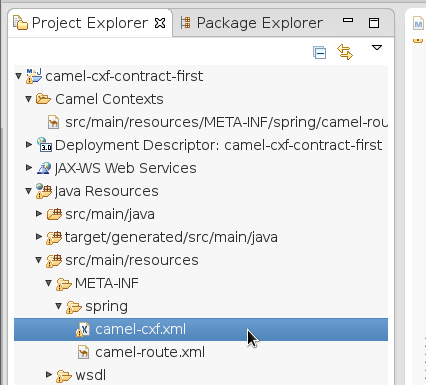 Project Explorer
Package Explorer
camel-cxf-contract-first
Camel Contexts
src/main/resources/META-INF/spring/camel-rou
3.0 Deployment Descriptor: camel-cxf-contract-first
JAX-WS Web Services
Java Resources
src/main/java
target/generated/src/main/java
src/main/resources
META-INF
spring
X camel-cxf.xml
camel-route.xml
wsdl